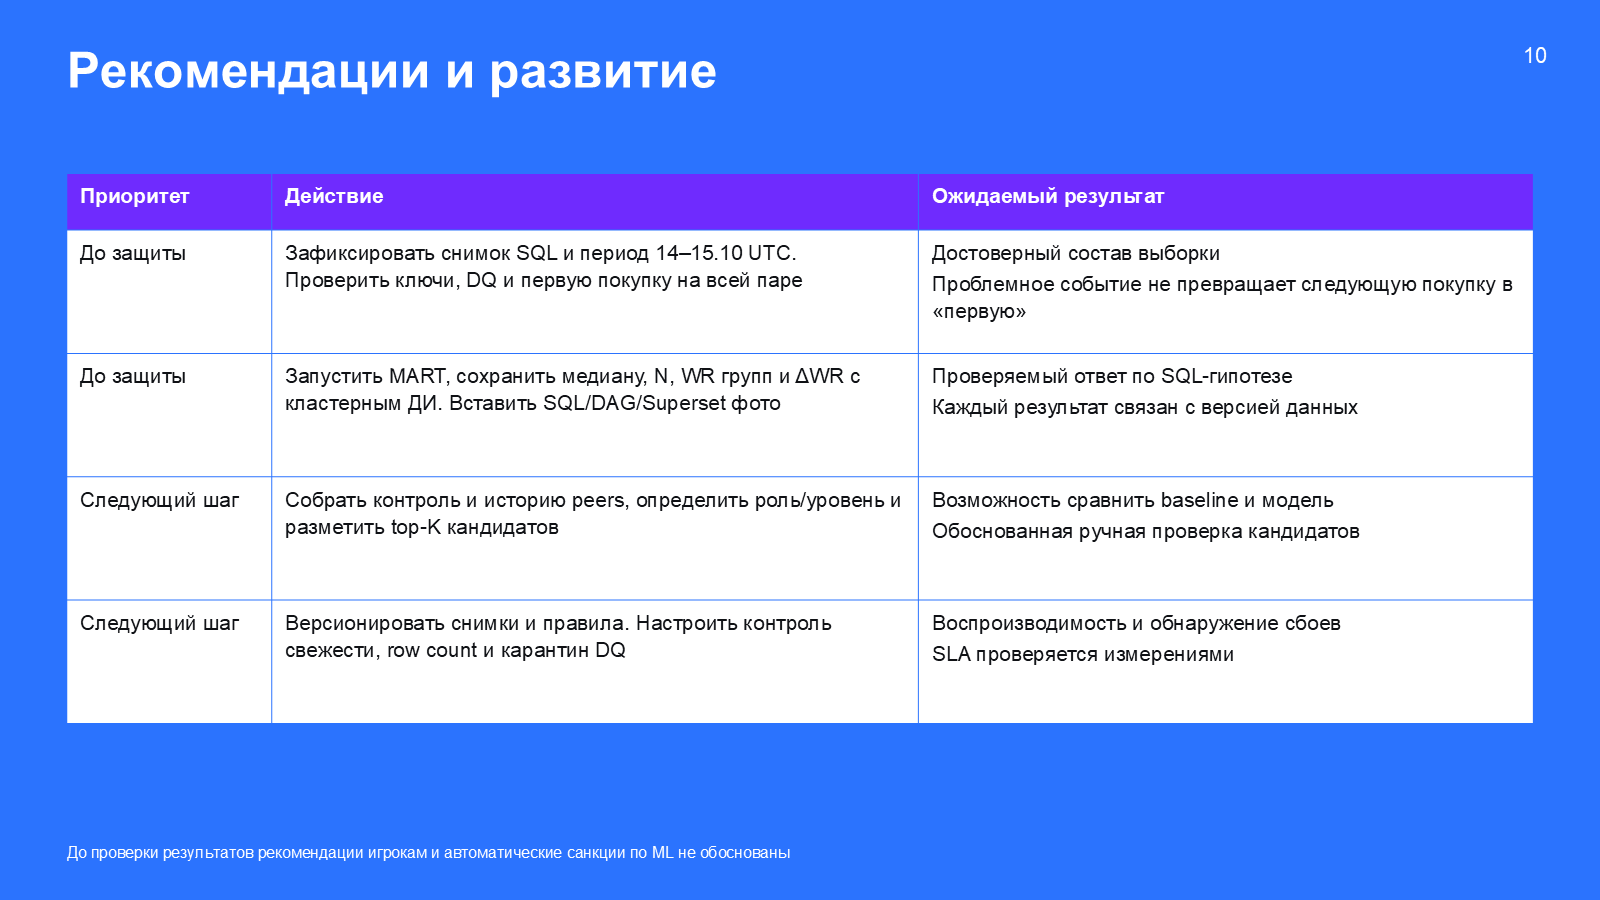 Рекомендации и развитие
10
Приоритет
Действие
Ожидаемый результат
До защиты
Зафиксировать снимок SQL и период 14–15.10 UTC.
Проверить ключи, DQ и первую покупку на всей паре
Достоверный состав выборки
Проблемное событие не превращает следующую покупку в
«первую»
До защиты
Запустить MART, сохранить медиану, N, WR групп и ΔWR с
кластерным ДИ. Вставить SQL/DAG/Superset фото
Проверяемый ответ по SQL-гипотезе
Каждый результат связан с версией данных
Следующий шаг
Собрать контроль и историю peers, определить роль/уровень и
разметить top-K кандидатов
Возможность сравнить baseline и модель
Обоснованная ручная проверка кандидатов
Следующий шаг
Версионировать снимки и правила. Настроить контроль
свежести, row count и карантин DQ
Воспроизводимость и обнаружение сбоев
SLA проверяется измерениями
До проверки результатов рекомендации игрокам и автоматические санкции по ML не обоснованы